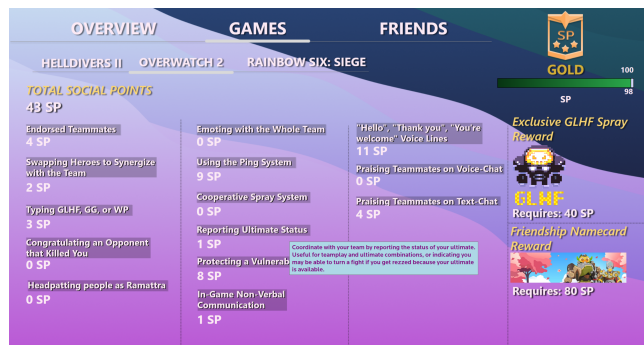 OVERVIEW
GAMES
FRIENDS
HELLDIVERS II
OVERWATCH 2
RAINBOW SIX: SIEGE
SP
GOLD
100
98
SP
TOTAL SOCIAL POINTS
43 SP
Endorsed Teammates
4 SP
Swapping Heroes to Synergize
with the Team
2 SP
Typing GLHF, GG, or WP
3 SP
Congratulating an Opponent
that Killed You
0 SP
Headpatting people as Ramattra
0 SP
Emoting with the Whole Team
0 SP
Using the Ping System
9 SP
Cooperative Spray System
0 SP
Reporting Ultimate Status
1 SP
Coordinate with your team by reporting the status of your ultimate.
Useful for teamplay and ultimate combinations, or indicating you
may be able to turn a fight if you get rezzed because your ultimate
is available.
Protecting a Vulnerab
8 SP
In-Game Non-Verbal
Communication
1 SP
"Hello", "Thank you", "You're
welcome" Voice Lines
11 SP
Praising Teammates on Voice-Chat
0 SP
Praising Teammates on Text-Chat
4 SP
Exclusive GLHF Spray
Reward
GLHF
Requires: 40 SP
Friendship Namecard
Reward
Requires: 80 SP